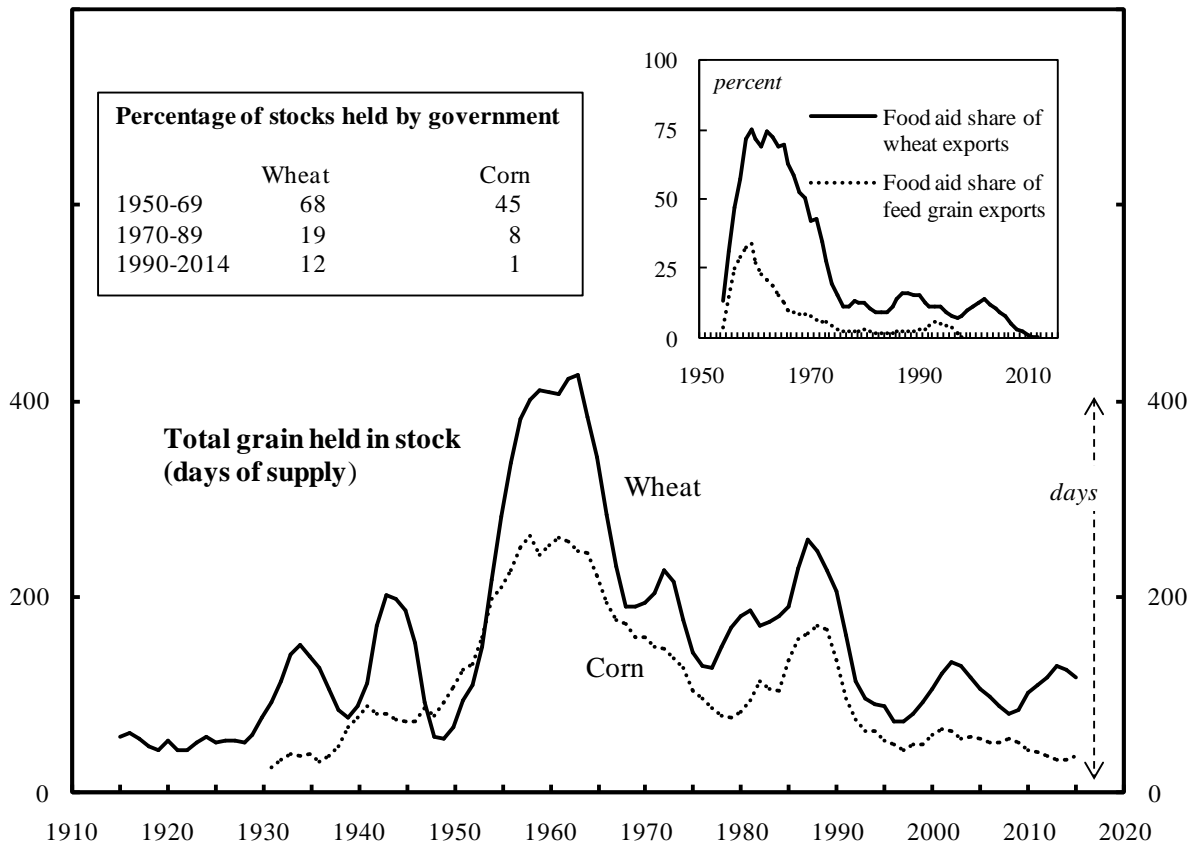 100
percent
Percentage of stocks held by government
Food aid share of
wheat exports
75
Food aid share of
feed grain exports
Wheat Corn
1950-69 68 45
50
1970-89 19 8
25
1990-2014 12 1
0
1950 1970 1990 2010
400 400
Total grain held in stock
(days of supply)
Wheat
days
200 200
Corn
0 0
1910 1920 1930 1940 1950 1960 1970 1980 1990 2000 2010 2020